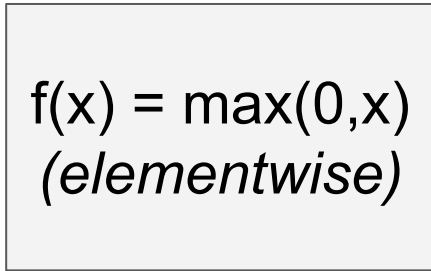 f(x) = max(0,x)
(elementwise)